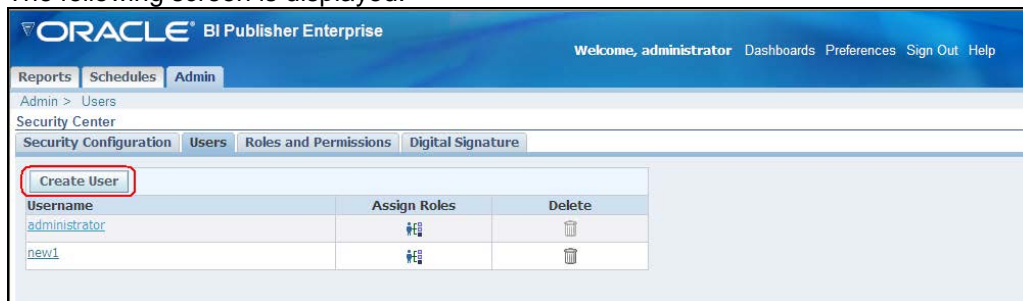 The following screen is displayed.
ORACLE BI Publisher Enterprise
Welcome, administrator Dashboards Preferences Sign Out Help
Reports Schedules Admin
Admin > Users
Security Center
Security Configuration Users Roles and Permissions Digital Signature
Create User
Username Assign Roles Delete
administrator
new1